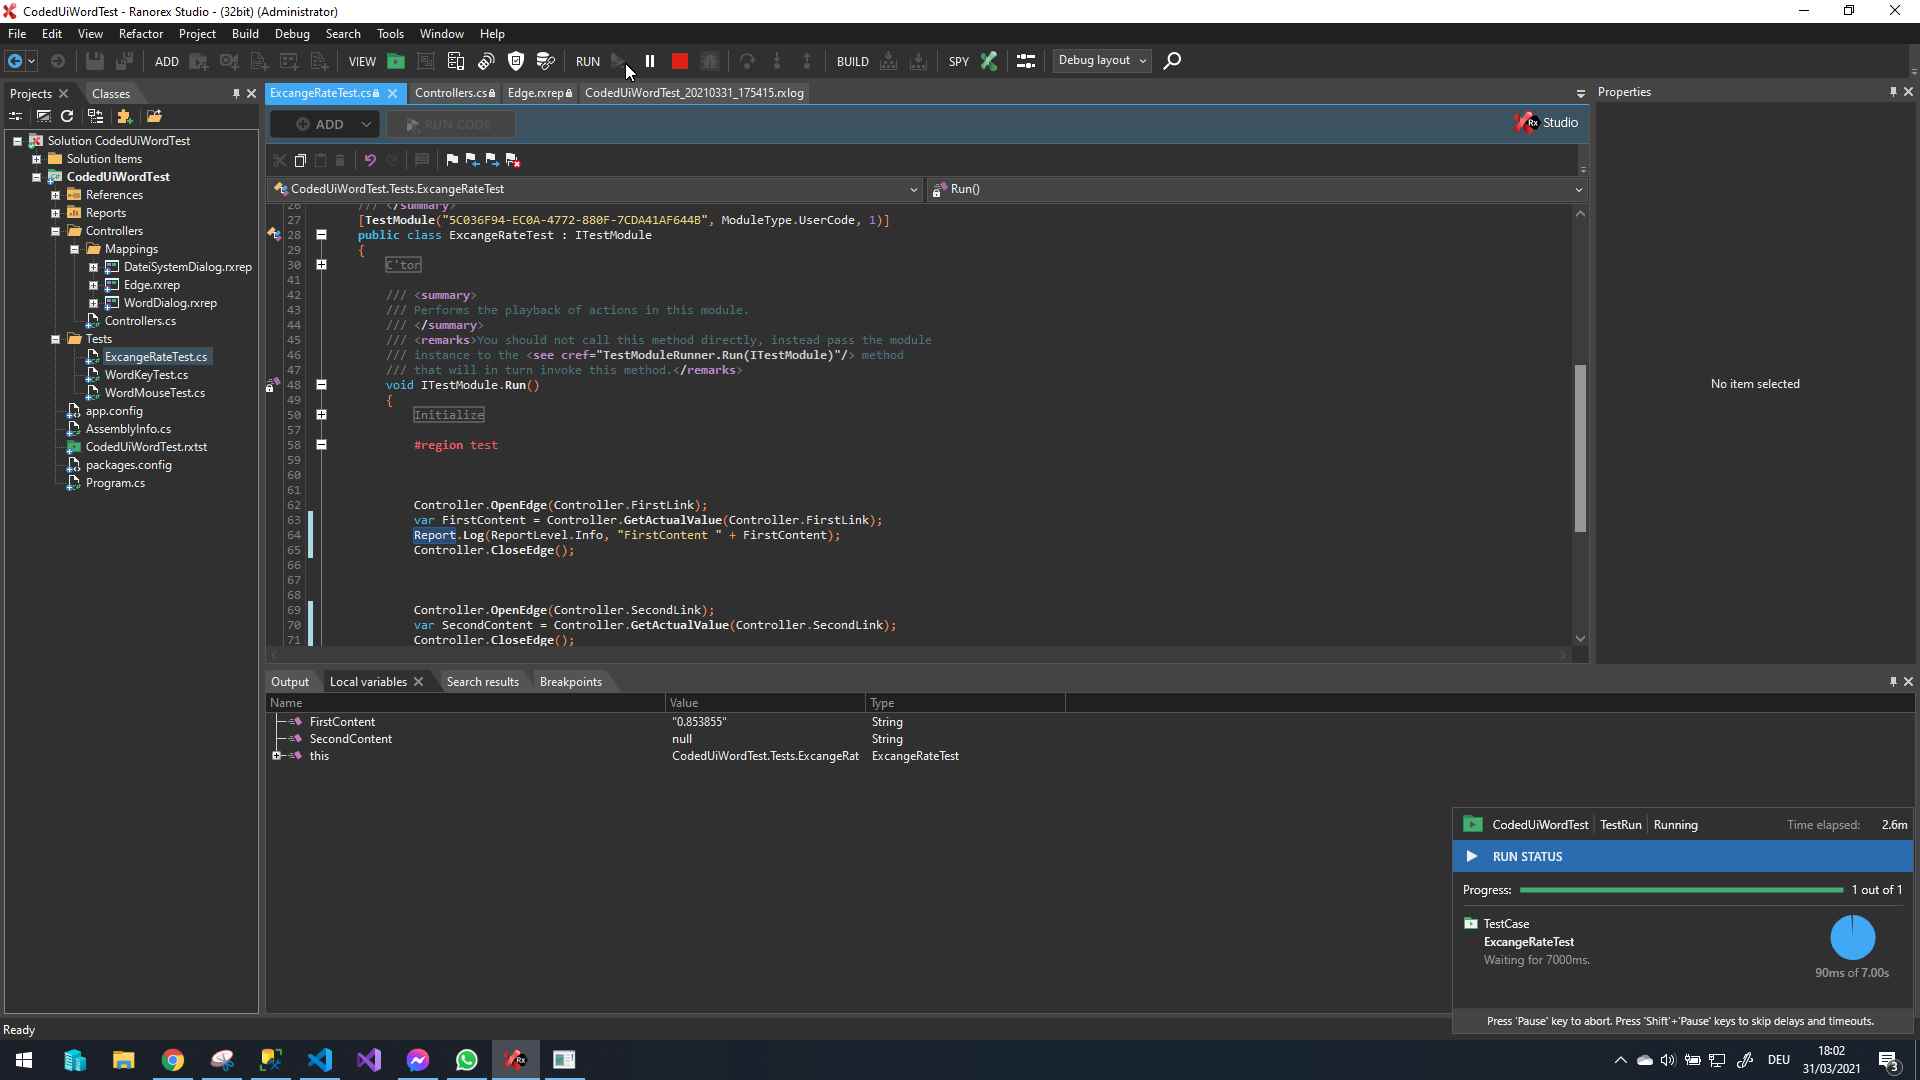 CodedUiWordTest - Ranorex Studio - (32bit) (Administrator)
File Edit View Refactor Project Build Debug Search Tools Window Help
ADD VIEW RUN BUILD SPY Debug layout
Projects Classes
ExcangeRateTest.cs Controllers.cs Edge.rxrep CodedUiWordTest_20210331_175415.rxlog
Properties
ADD RUN CODE
Rx Studio
CodedUiWordTest.Tests.ExcangeRateTest Run()
Solution CodedUiWordTest
Solution Items
CodedUiWordTest
References
Reports
Controllers
Mappings
DateiSystemDialog.rxrep
Edge.rxrep
WordDialog.rxrep
Controllers.cs
Tests
ExcangeRateTest.cs
WordKeyTest.cs
WordMouseTest.cs
app.config
AssemblyInfo.cs
CodedUiWordTest.rxtst
packages.config
Program.cs
26 /// </summary>
27 [TestModule("5C036F94-EC0A-4772-880F-7CDA41AF644B", ModuleType.UserCode, 1)]
28 public class ExcangeRateTest : ITestModule
29 {
30 C'tor
41
42 /// <summary>
43 /// Performs the playback of actions in this module.
44 /// </summary>
45 /// <remarks>You should not call this method directly, instead pass the module
46 /// instance to the <see cref="TestModuleRunner.Run(ITestModule)"/> method
47 /// that will in turn invoke this method.</remarks>
48 void ITestModule.Run()
49 {
50 Initialize
57
58 #region test
59
60
61
62 Controller.OpenEdge(Controller.FirstLink);
63 var FirstContent = Controller.GetActualValue(Controller.FirstLink);
64 Report.Log(ReportLevel.Info, "FirstContent " + FirstContent);
65 Controller.CloseEdge();
66
67
68
69 Controller.OpenEdge(Controller.SecondLink);
70 var SecondContent = Controller.GetActualValue(Controller.SecondLink);
71 Controller.CloseEdge();
No item selected
Output Local variables Search results Breakpoints
Name Value Type
FirstContent "0.853855" String
SecondContent null String
this CodedUiWordTest.Tests.ExcangeRat ExcangeRateTest
CodedUiWordTest TestRun Running Time elapsed: 2.6m
RUN STATUS
Progress: 1 out of 1
TestCase
ExcangeRateTest
Waiting for 7000ms.
90ms of 7.00s
Press 'Pause' key to abort. Press 'Shift'+'Pause' keys to skip delays and timeouts.
Ready
DEU 18:02
31/03/2021
3